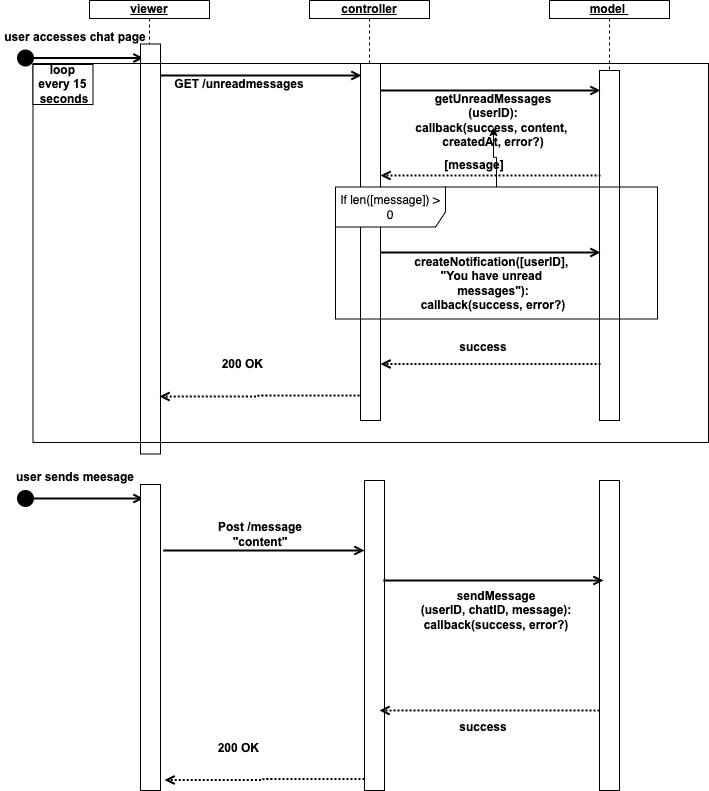 viewer
controller
model
user accesses chat page
loop
every 15
seconds
GET /unreadmessages
getUnreadMessages
(userID):
callback(success, content,
createdAt, error?)
[message]
If len([message]) >
0
createNotification([userID],
"You have unread
messages"):
callback(success, error?)
success
200 OK
user sends meesage
Post /message
"content"
sendMessage
(userID, chatID, message):
callback(success, error?)
success
200 OK